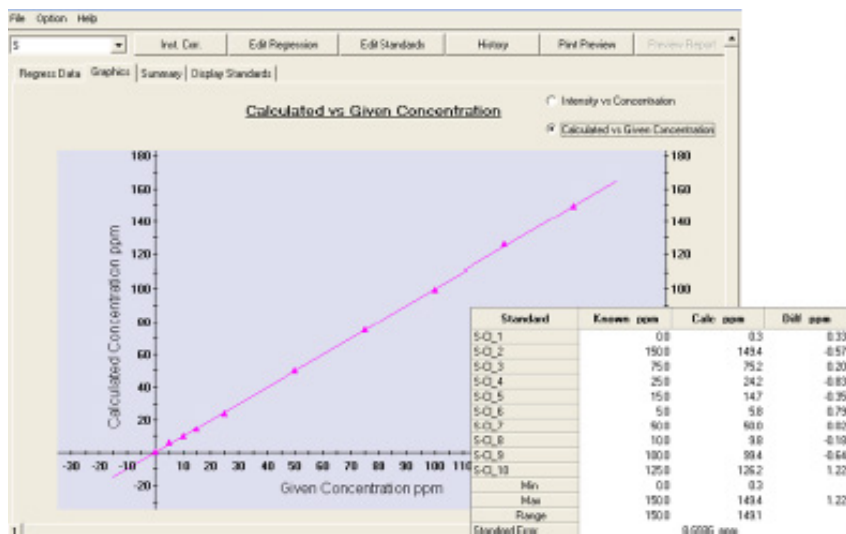 File Option Help
S Inst. Cor. Edit Regression Edit Standards History Print Preview Preview Report
Regress Data Graphics Summary Display Standards
Calculated vs Given Concentration
Intensity vs Concentration
Calculated vs Given Concentration
180 180
160 160
140 140
120 120
100 100
80
60
40
20
-20
-30 -20 -10 10 20 30 40 50 60 70 80 90 100 110
Calculated Concentration ppm
Given Concentration ppm
Standard Known ppm Calc ppm Diff ppm
S-Cl_1 0.0 0.3 0.33
S-Cl_2 150.0 149.4 -0.57
S-Cl_3 75.0 75.2 0.20
S-Cl_4 25.0 24.2 -0.83
S-Cl_5 15.0 14.7 -0.35
S-Cl_6 5.0 5.8 0.79
S-Cl_7 50.0 50.0 0.02
S-Cl_8 10.0 9.8 -0.18
S-Cl_9 100.0 99.4 -0.64
S-Cl_10 125.0 126.2 1.22
Min 0.0 0.3
Max 150.0 149.4 1.22
Range 150.0 149.1
Standard Error ppm